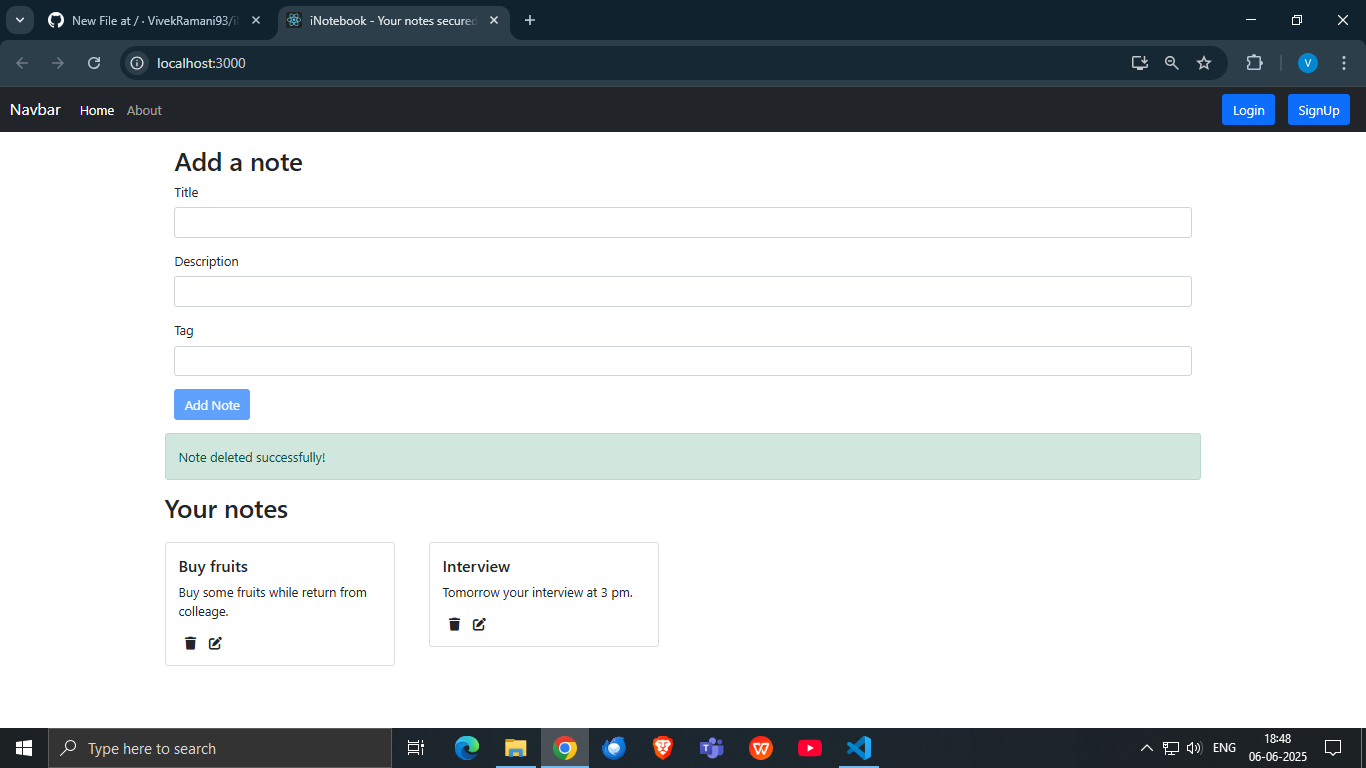 New File at / · VivekRamani93/i
iNotebook - Your notes secured
localhost:3000
V
Navbar Home About Login SignUp
Add a note
Title
Description
Tag
Add Note
Note deleted successfully!
Your notes
Buy fruits
Buy some fruits while return from
colleage.
Interview
Tomorrow your interview at 3 pm.
Type here to search
ENG
18:48
06-06-2025